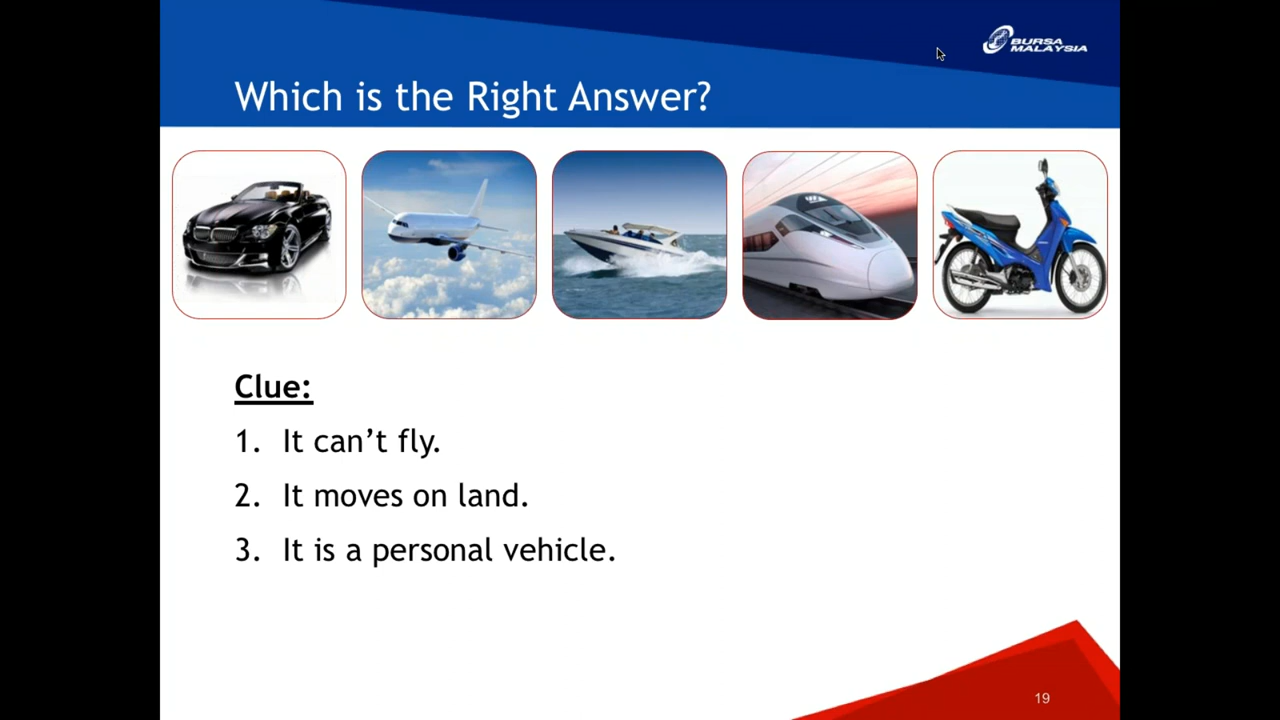 BURSA
MALAYSIA
Which is the Right Answer?
Clue:
1. It can’t fly.
2. It moves on land.
3. It is a personal vehicle.
19